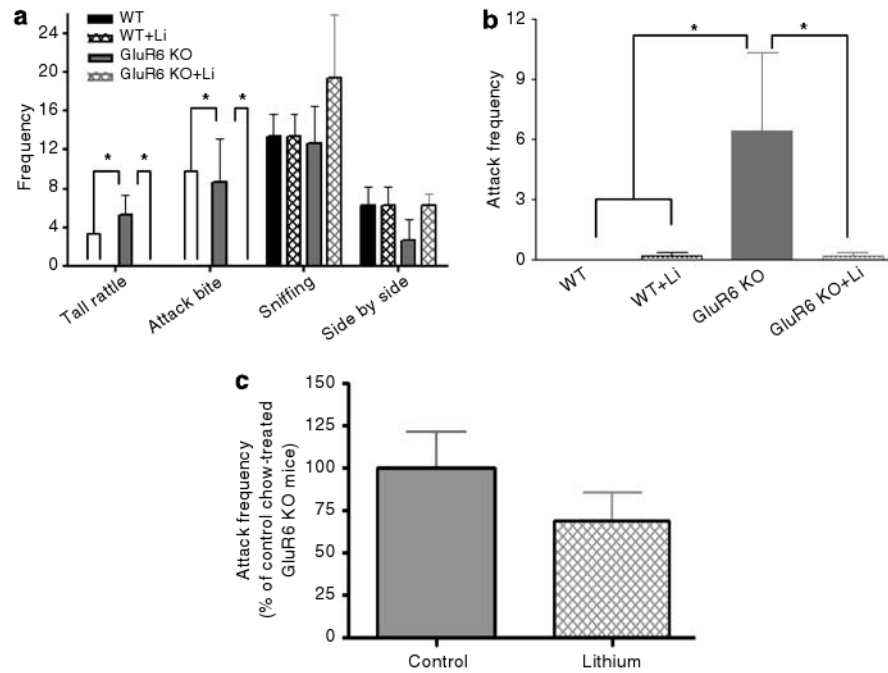 a
WT
WT+Li
GluR6 KO
GluR6 KO+Li
24
20
16
12
8
4
0
Frequency
*
*
*
*
Tall rattle
Attack bite
Sniffing
Side by side
b
12
9
6
3
0
Attack frequency
*
*
WT
WT+Li
GluR6 KO
GluR6 KO+Li
c
150
125
100
75
50
25
0
Attack frequency
(% of control chow-treated
GluR6 KO mice)
Control
Lithium